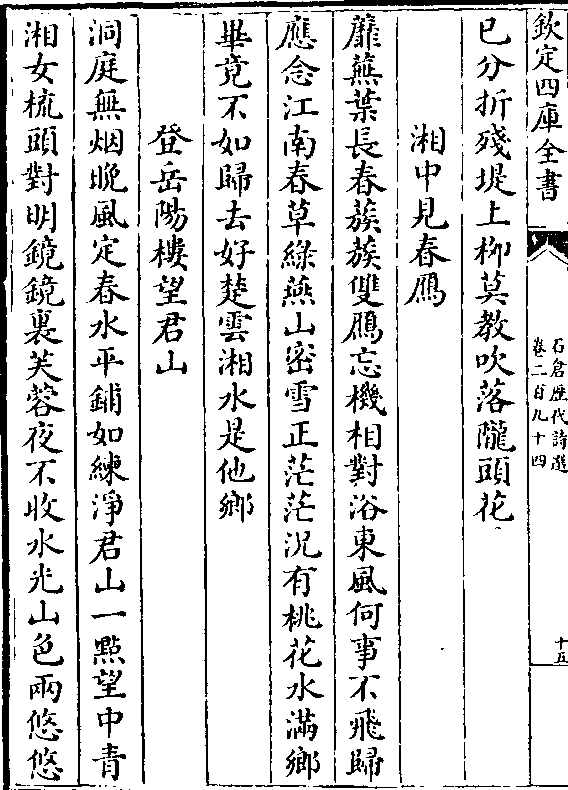 欽定四庫全書
石倉歷代詩選
卷二百九十四
十五
已分折殘堤上柳莫教吹落隴頭花
湘中見春鴈
蘼蕪葉長春蔟蔟雙鴈忘機相對浴東風何事不飛歸
應念江南春草綠燕山密雪正茫茫况有桃花水滿鄉
畢竟不如歸去好楚雲湘水是他鄉
登岳陽樓望君山
洞庭無烟晚風定春水平鋪如練淨君山一點望中青
湘女梳頭對明鏡鏡裏芙蓉夜不收水光山色兩悠悠